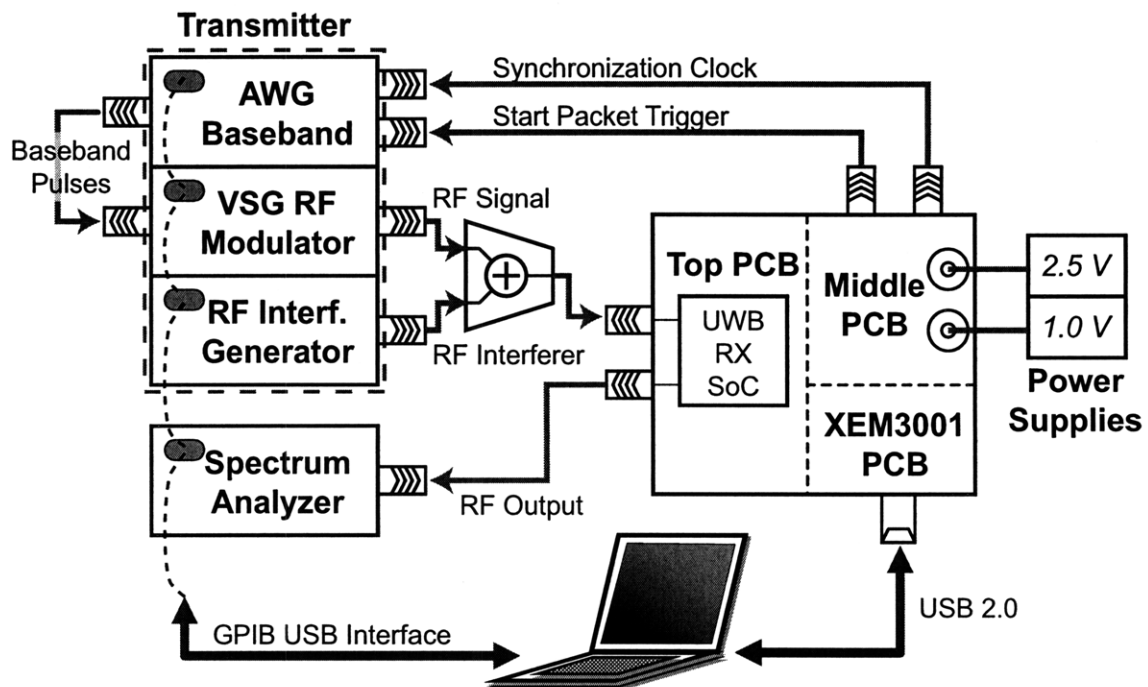 Transmitter
AWG
Baseband
Synchronization Clock
Start Packet Trigger
Baseband
Pulses
VSG RF
Modulator
RF Signal
RF Interf.
Generator
RF Interferer
Top PCB
UWB
RX
SoC
Middle
PCB
2.5 V
1.0 V
Power
Supplies
XEM3001
PCB
Spectrum
Analyzer
RF Output
USB 2.0
GPIB USB Interface